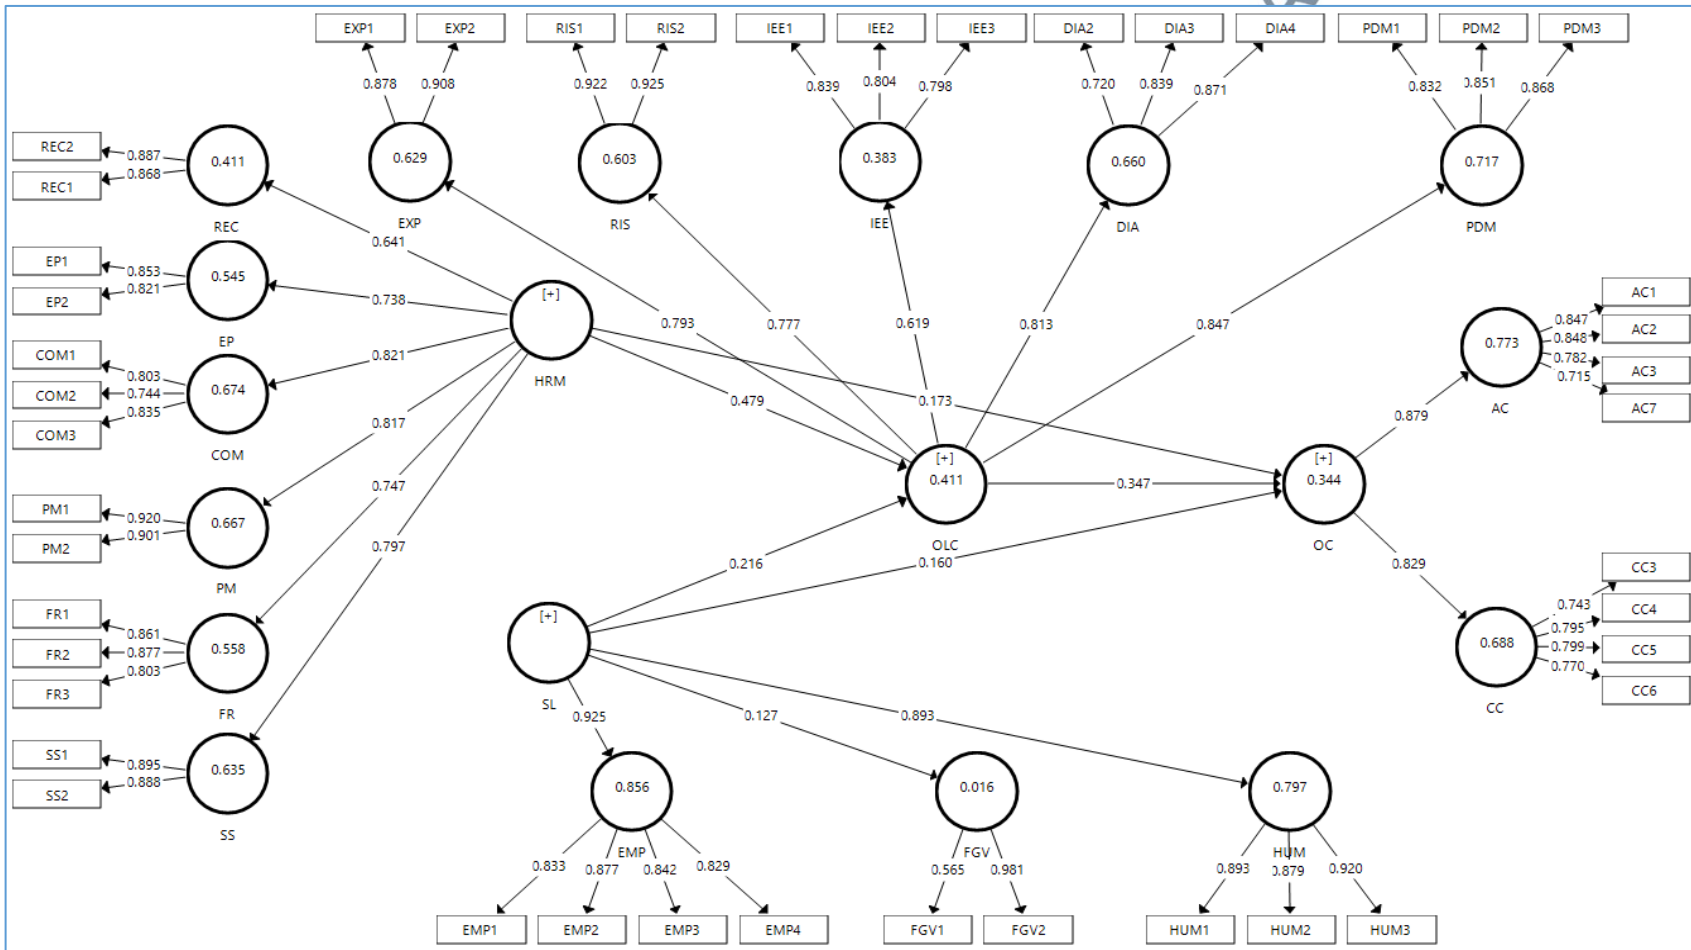 EXP1 EXP2 RIS1 RIS2 IEE1 IEE2 IEE3 DIA2 DIA3 DIA4 PDM1 PDM2 PDM3
0.878 0.908 0.922 0.925 0.839 0.804 0.798 0.720 0.839 0.871 0.832 0.851 0.868
REC2 0.887
REC1 0.868
0.411 0.629 0.603 0.383 0.660 0.717
REC EXP RIS IEE DIA PDM
0.641
EP1 0.853
EP2 0.821
0.545
EP
0.738
[+]
HRM
0.793 0.777 0.619 0.813 0.847
COM1 0.803
COM2 0.744
COM3 0.835
0.674
COM
0.821
0.479
0.173
0.817
0.747
0.797
AC1 0.847
AC2 0.848
AC3 0.782
AC7 0.715
0.773
AC
0.879
[+]
0.411
OLC
0.347
[+]
0.344
OC
PM1 0.920
PM2 0.901
0.667
PM
0.216
0.160
0.829
FR1 0.861
FR2 0.877
FR3 0.803
0.558
FR
[+]
SL
CC3 0.743
CC4 0.795
CC5 0.799
CC6 0.770
0.688
CC
0.925 0.127 0.893
SS1 0.895
SS2 0.888
0.635
SS
0.856 0.016 0.797
EMP FGV HUM
0.833 0.877 0.842 0.829 0.565 0.981 0.893 0.879 0.920
EMP1 EMP2 EMP3 EMP4 FGV1 FGV2 HUM1 HUM2 HUM3